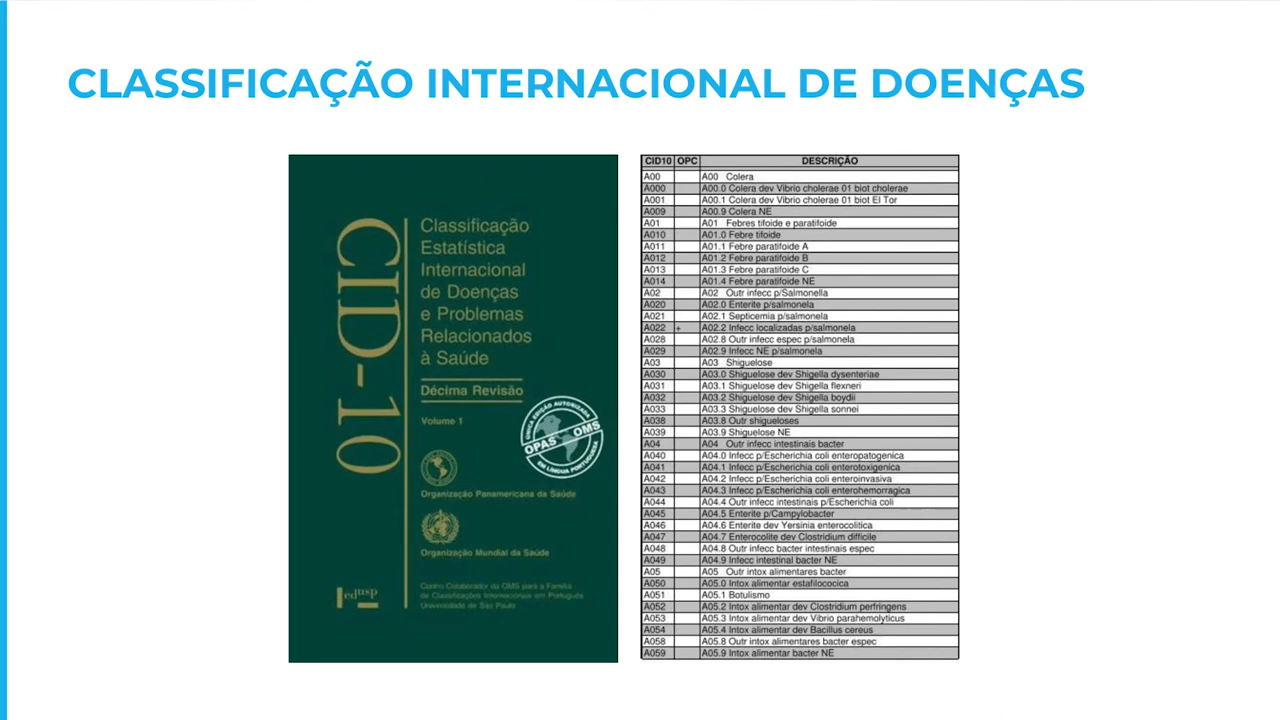 CLASSIFICAÇÃO INTERNACIONAL DE DOENÇAS
CID-10
Classificação
Estatística
Internacional
de Doenças
e Problemas
Relacionados
à Saúde
Décima Revisão
Volume 1
ÚNICA EDIÇÃO AUTORIZADA
OPAS OMS
EM LÍNGUA PORTUGUESA
Organização Panamericana da Saúde
Organização Mundial da Saúde
edusp
Centro Colaborador da OMS para a Família
de Classificações Internacionais em Português
Universidade de São Paulo
CID10 OPC DESCRIÇÃO
A00 A00 Colera
A000 A00.0 Colera dev Vibrio cholerae 01 biot cholerae
A001 A00.1 Colera dev Vibrio cholerae 01 biot El Tor
A009 A00.9 Colera NE
A01 A01 Febres tifoide e paratifoide
A010 A01.0 Febre tifoide
A011 A01.1 Febre paratifoide A
A012 A01.2 Febre paratifoide B
A013 A01.3 Febre paratifoide C
A014 A01.4 Febre paratifoide NE
A02 A02 Outr infecc p/Salmonella
A020 A02.0 Enterite p/salmonela
A021 A02.1 Septicemia p/salmonela
A022 + A02.2 Infecc localizadas p/salmonela
A028 A02.8 Outr infecc espec p/salmonela
A029 A02.9 Infecc NE p/salmonela
A03 A03 Shiguelose
A030 A03.0 Shiguelose dev Shigella dysenteriae
A031 A03.1 Shiguelose dev Shigella flexneri
A032 A03.2 Shiguelose dev Shigella boydii
A033 A03.3 Shiguelose dev Shigella sonnei
A038 A03.8 Outr shigueloses
A039 A03.9 Shiguelose NE
A04 A04 Outr infecc intestinais bacter
A040 A04.0 Infecc p/Escherichia coli enteropatogenica
A041 A04.1 Infecc p/Escherichia coli enterotoxigenica
A042 A04.2 Infecc p/Escherichia coli enteroinvasiva
A043 A04.3 Infecc p/Escherichia coli enterohemorragica
A044 A04.4 Outr infecc intestinais p/Escherichia coli
A045 A04.5 Enterite p/Campylobacter
A046 A04.6 Enterite dev Yersinia enterocolitica
A047 A04.7 Enterocolite dev Clostridium difficile
A048 A04.8 Outr infecc bacter intestinais espec
A049 A04.9 Infecc intestinal bacter NE
A05 A05 Outr intox alimentares bacter
A050 A05.0 Intox alimentar estafilococica
A051 A05.1 Botulismo
A052 A05.2 Intox alimentar dev Clostridium perfringens
A053 A05.3 Intox alimentar dev Vibrio parahemolyticus
A054 A05.4 Intox alimentar dev Bacillus cereus
A058 A05.8 Outr intox alimentares bacter espec
A059 A05.9 Intox alimentar bacter NE